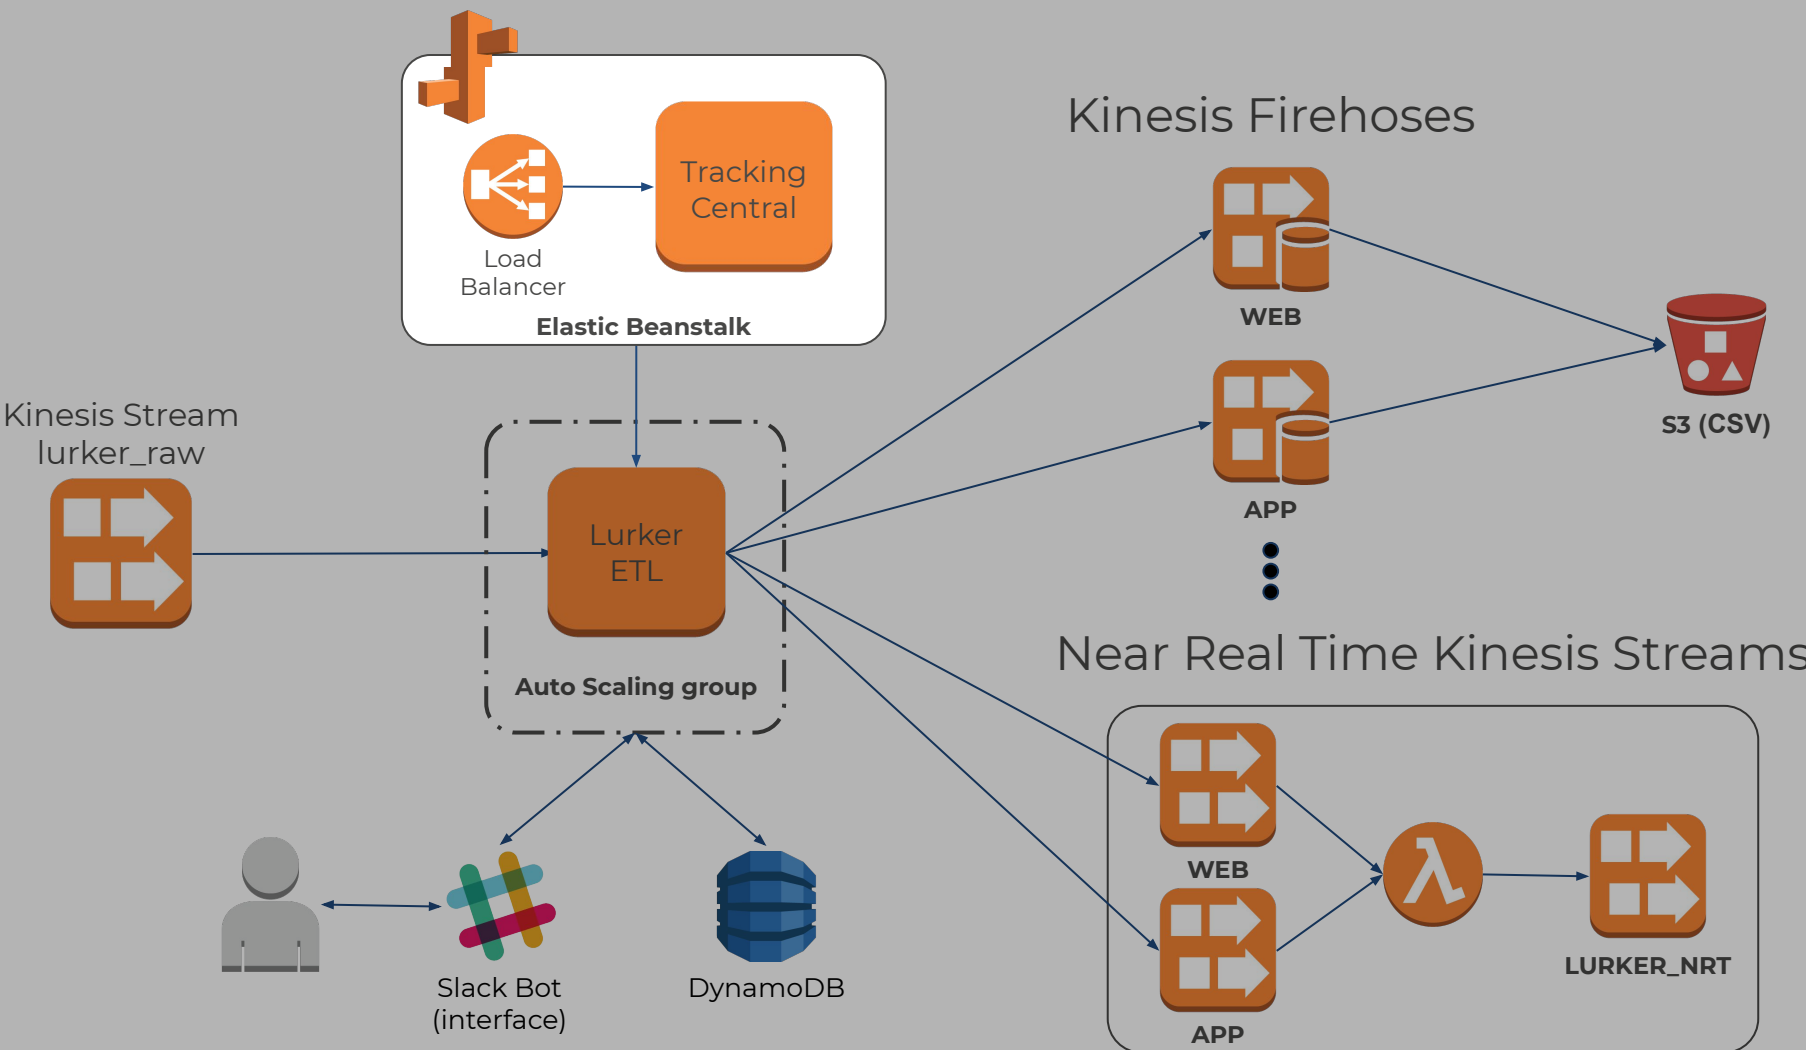 Kinesis Firehoses
Tracking
Central
Load
Balancer
Elastic Beanstalk
WEB
S3 (CSV)
Kinesis Stream
lurker_raw
APP
Lurker
ETL
Auto Scaling group
Near Real Time Kinesis Streams
WEB
LURKER_NRT
Slack Bot
(interface)
DynamoDB
APP